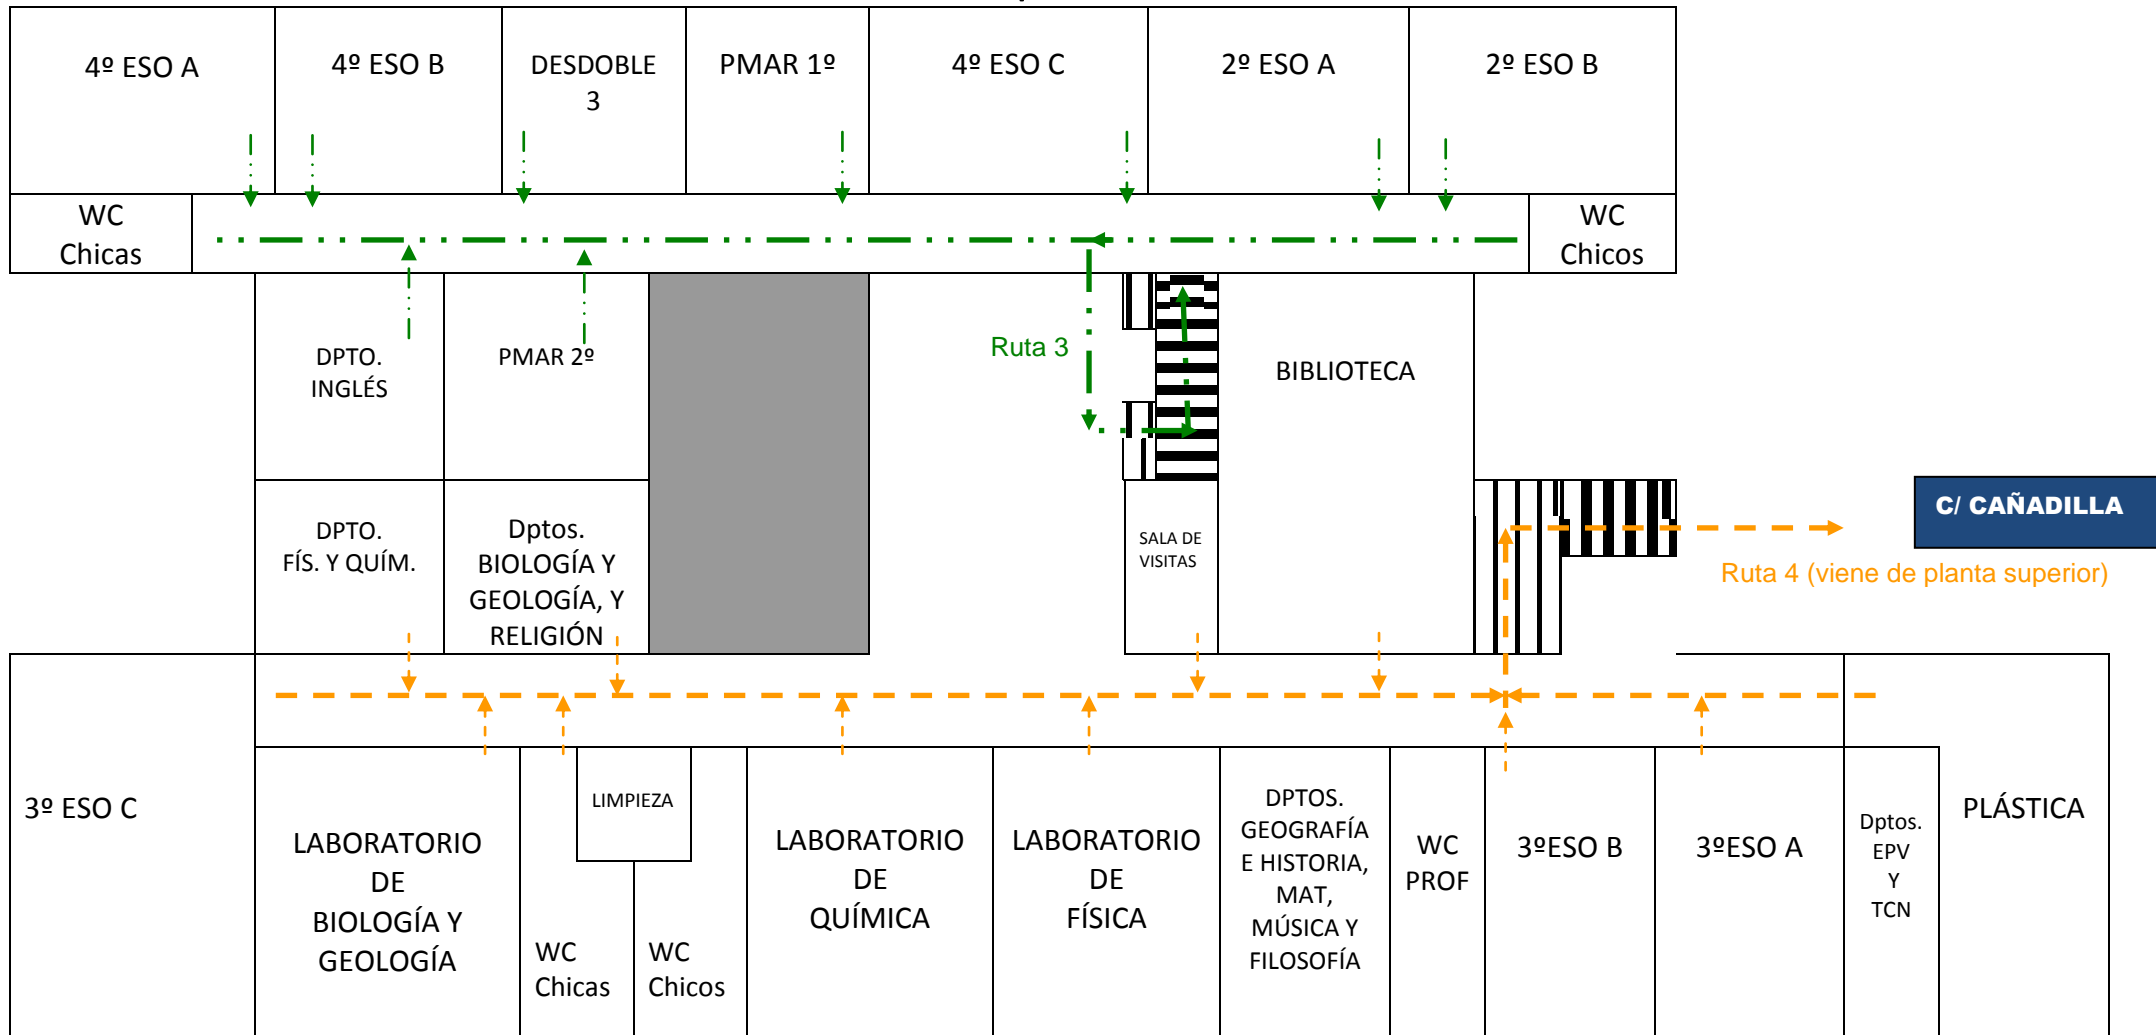 4º ESO A
4º ESO B
DESDOBLE
3
PMAR 1º
4º ESO C
2º ESO A
2º ESO B
WC
Chicas
WC
Chicos
Ruta 3
DPTO.
INGLÉS
PMAR 2º
BIBLIOTECA
DPTO.
FÍS. Y QUÍM.
Dptos.
BIOLOGÍA Y
GEOLOGÍA, Y
RELIGIÓN
SALA DE
VISITAS
C/ CAÑADILLA
Ruta 4 (viene de planta superior)
3º ESO C
LABORATORIO
DE
BIOLOGÍA Y
GEOLOGÍA
LIMPIEZA
WC
Chicas
WC
Chicos
LABORATORIO
DE
QUÍMICA
LABORATORIO
DE
FÍSICA
DPTOS.
GEOGRAFÍA
E HISTORIA,
MAT,
MÚSICA Y
FILOSOFÍA
WC
PROF
3ºESO B
3ºESO A
Dptos.
EPV
Y
TCN
PLÁSTICA